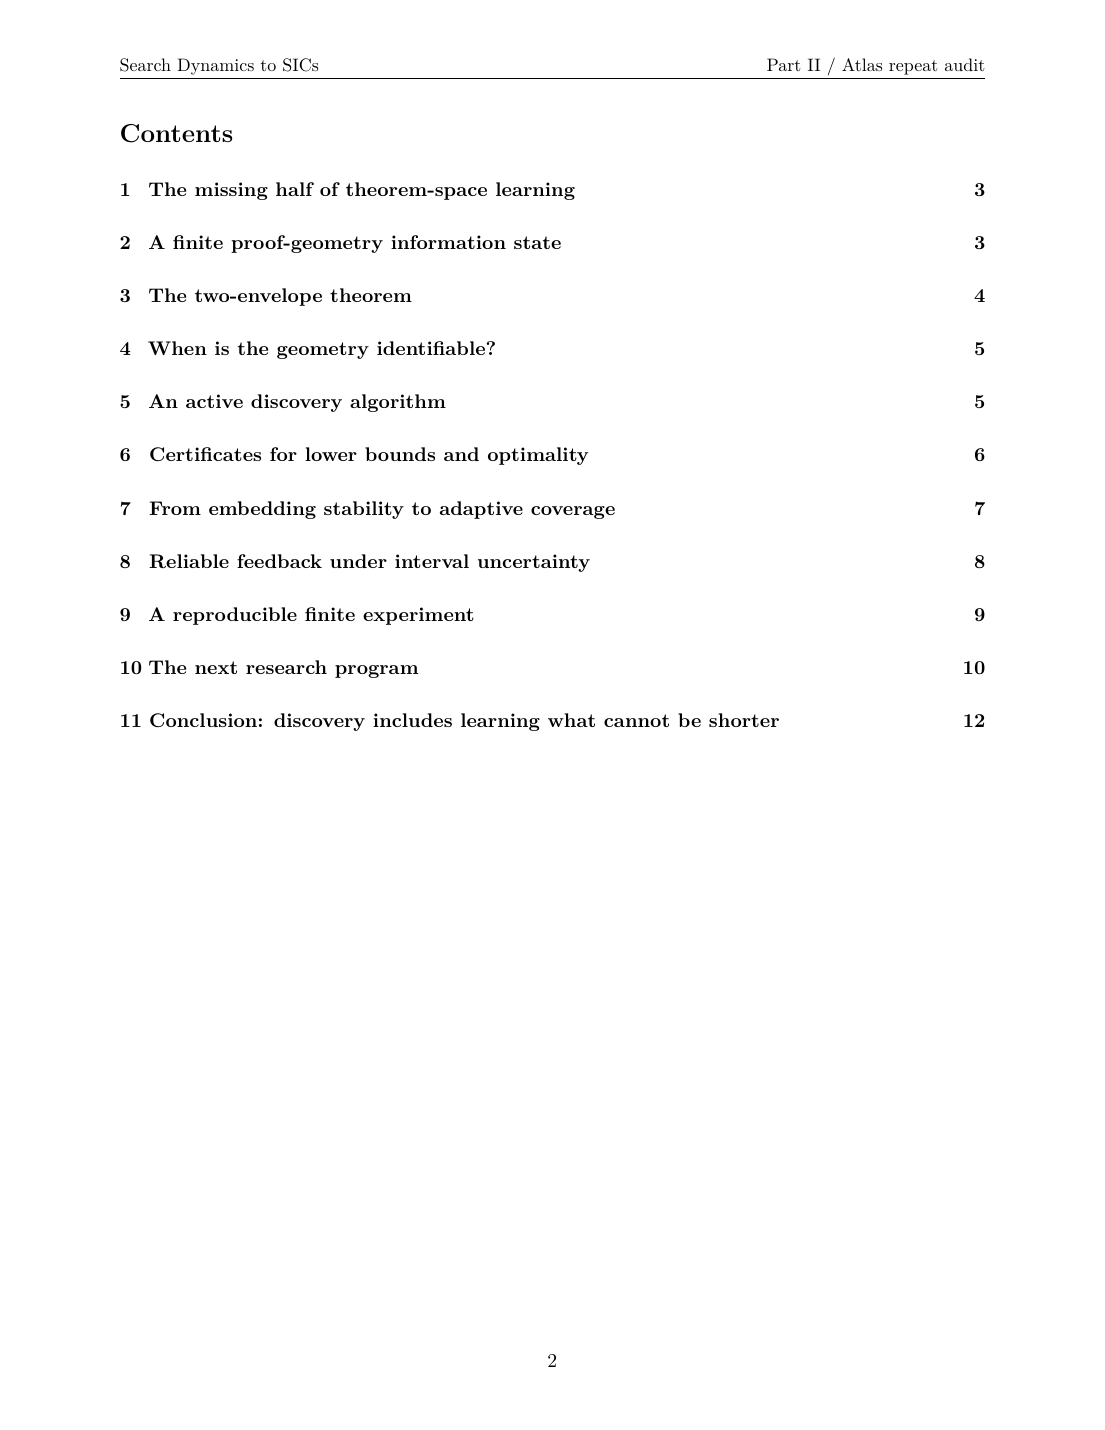 Search Dynamics to SICs Part II / Atlas repeat audit
Contents
1 The missing half of theorem-space learning 3
2 A finite proof-geometry information state 3
3 The two-envelope theorem 4
4 When is the geometry identifiable? 5
5 An active discovery algorithm 5
6 Certificates for lower bounds and optimality 6
7 From embedding stability to adaptive coverage 7
8 Reliable feedback under interval uncertainty 8
9 A reproducible finite experiment 9
10 The next research program 10
11 Conclusion: discovery includes learning what cannot be shorter 12
2